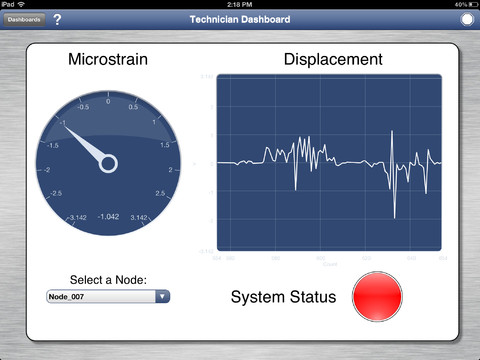 iPad
2:18 PM
40%
Dashboards
?
Technician Dashboard
Microstrain
Displacement
0
-0.5
0.5
-1
1
-1.5
1.5
-2
2
-2.5
2.5
-3.142
-1.042
3.142
Select a Node:
Node_007
System Status